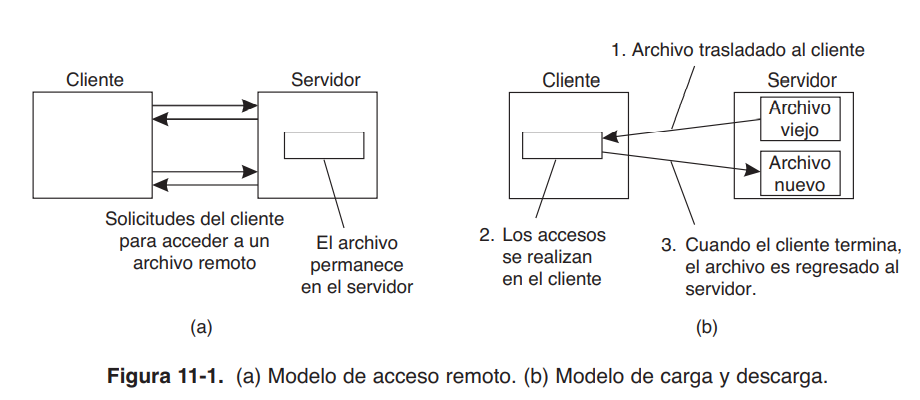 Cliente
Servidor
Solicitudes del cliente
para acceder a un
archivo remoto
El archivo
permanece
en el servidor
(a)
1. Archivo trasladado al cliente
Cliente
Servidor
Archivo
viejo
Archivo
nuevo
2. Los accesos
se realizan
en el cliente
3. Cuando el cliente termina,
el archivo es regresado al
servidor.
(b)
Figura 11-1. (a) Modelo de acceso remoto. (b) Modelo de carga y descarga.